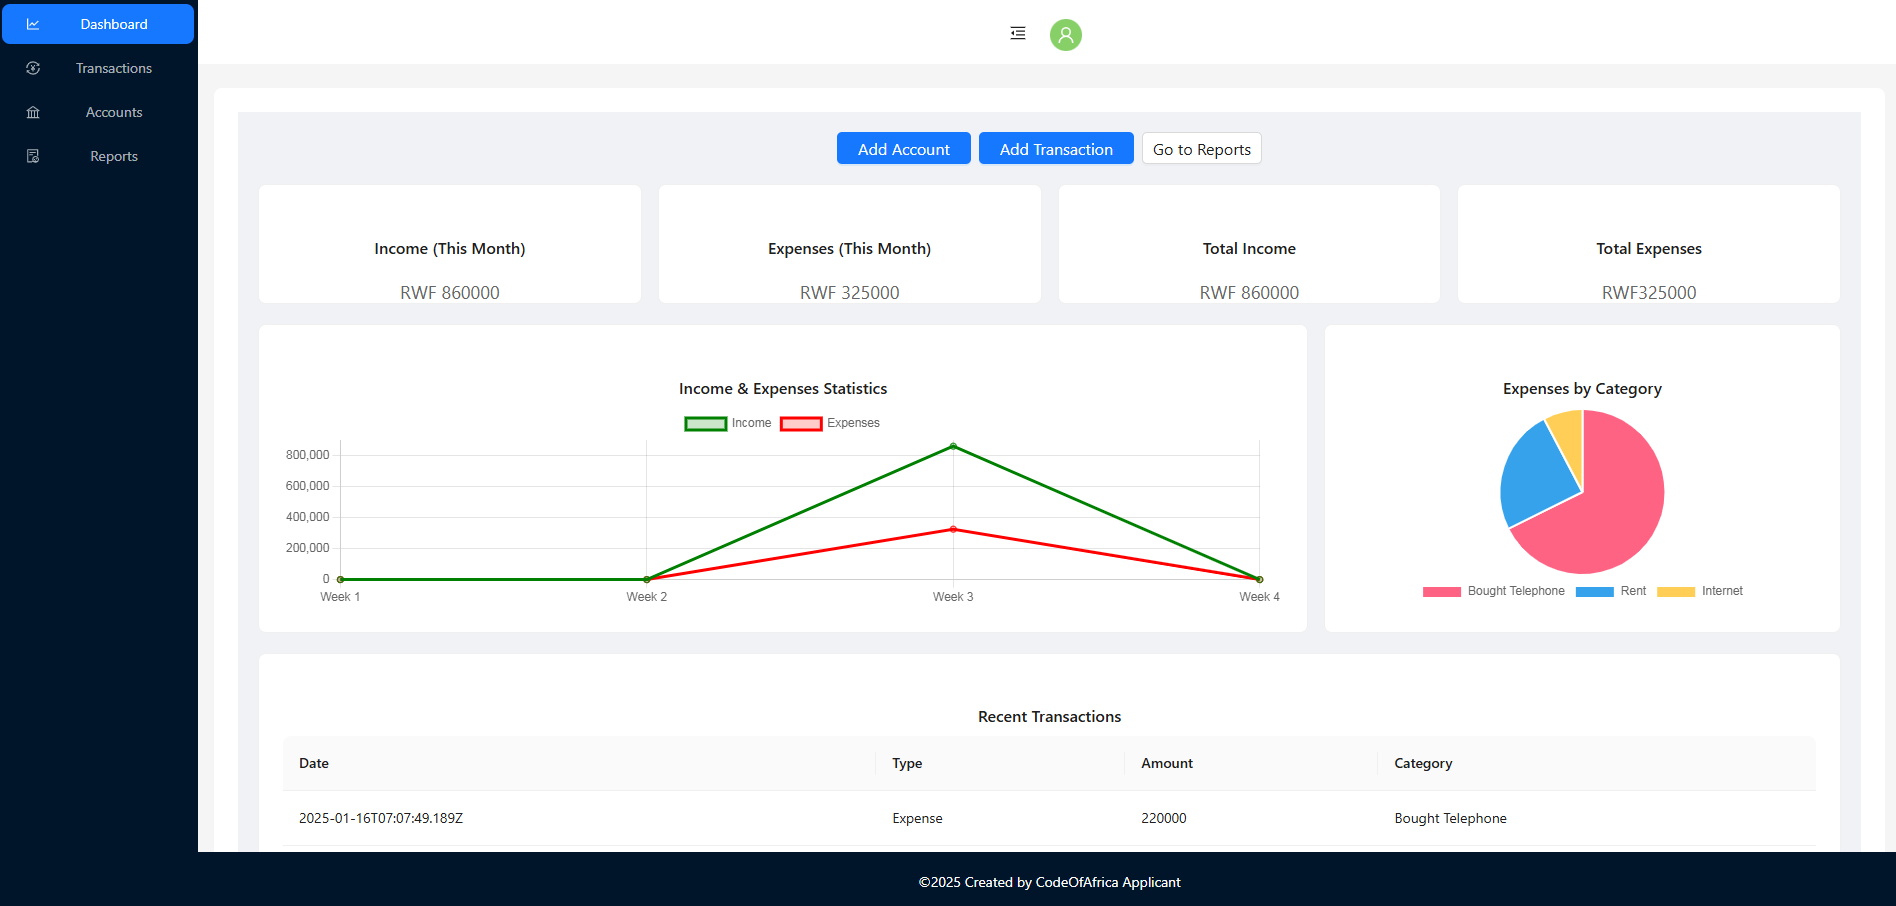 Dashboard
Transactions
Accounts
Reports
Add Account
Add Transaction
Go to Reports
Income (This Month)
RWF 860000
Expenses (This Month)
RWF 325000
Total Income
RWF 860000
Total Expenses
RWF325000
Income & Expenses Statistics
Income Expenses
800,000
600,000
400,000
200,000
0
Week 1 Week 2 Week 3 Week 4
Expenses by Category
Bought Telephone Rent Internet
Recent Transactions
Date Type Amount Category
2025-01-16T07:07:49.189Z Expense 220000 Bought Telephone
©2025 Created by CodeOfAfrica Applicant